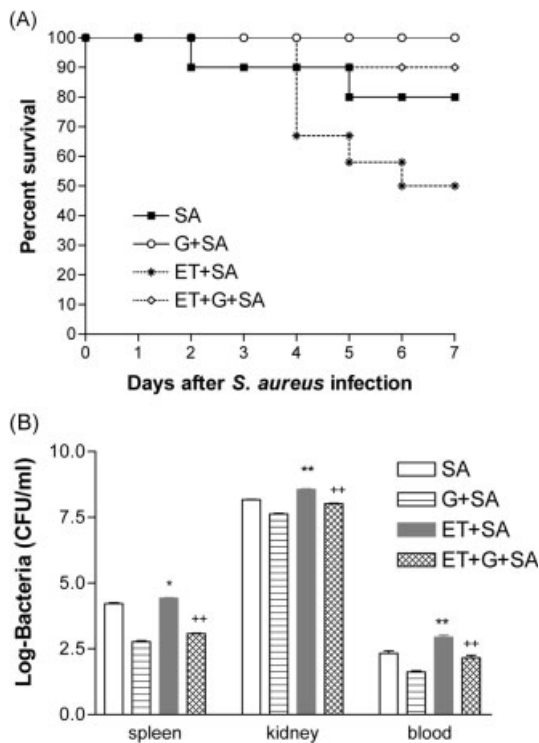 (A)
100
90
80
70
60
50
40
30
20
10
0
Percent survival
SA
G+SA
ET+SA
ET+G+SA
0 1 2 3 4 5 6 7
Days after S. aureus infection
(B)
10.0
7.5
5.0
2.5
0.0
Log-Bacteria (CFU/ml)
* ++ ** ++ ** ++
SA
G+SA
ET+SA
ET+G+SA
spleen kidney blood